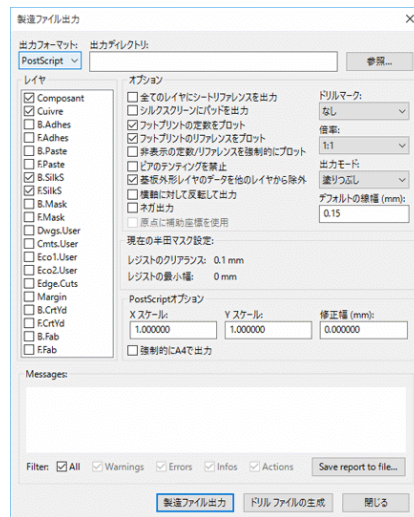 製造ファイル出力
出力フォーマット: 出力ディレクトリ:
PostScript 参照...
レイヤ
Composant
Cuivre
B.Adhes
F.Adhes
B.Paste
F.Paste
B.SilkS
F.SilkS
B.Mask
F.Mask
Dwgs.User
Cmts.User
Eco1.User
Eco2.User
Edge.Cuts
Margin
B.CrtYd
F.CrtYd
B.Fab
F.Fab
オプション
全てのレイヤにシートリファレンスを出力
シルクスクリーンにパッドを出力
フットプリントの定数をプロット
フットプリントのリファレンスをプロット
非表示の定数/リファレンスを強制的にプロット
ビアのテンティングを禁止
基板外形レイヤのデータを他のレイヤから除外
横軸に対して反転して出力
ネガ出力
原点に補助座標を使用
ドリルマーク:
なし
倍率:
1:1
出力モード:
塗りつぶし
デフォルトの線幅 (mm):
0.15
現在の半田マスク設定:
レジストのクリアランス: 0.1 mm
レジストの最小幅: 0 mm
PostScriptオプション
X スケール: Y スケール: 修正幅 (mm):
1.000000 1.000000 0.000000
強制的にA4で出力
Messages:
Filter: All Warnings Errors Infos Actions Save report to file...
製造ファイル出力 ドリル ファイルの生成 閉じる